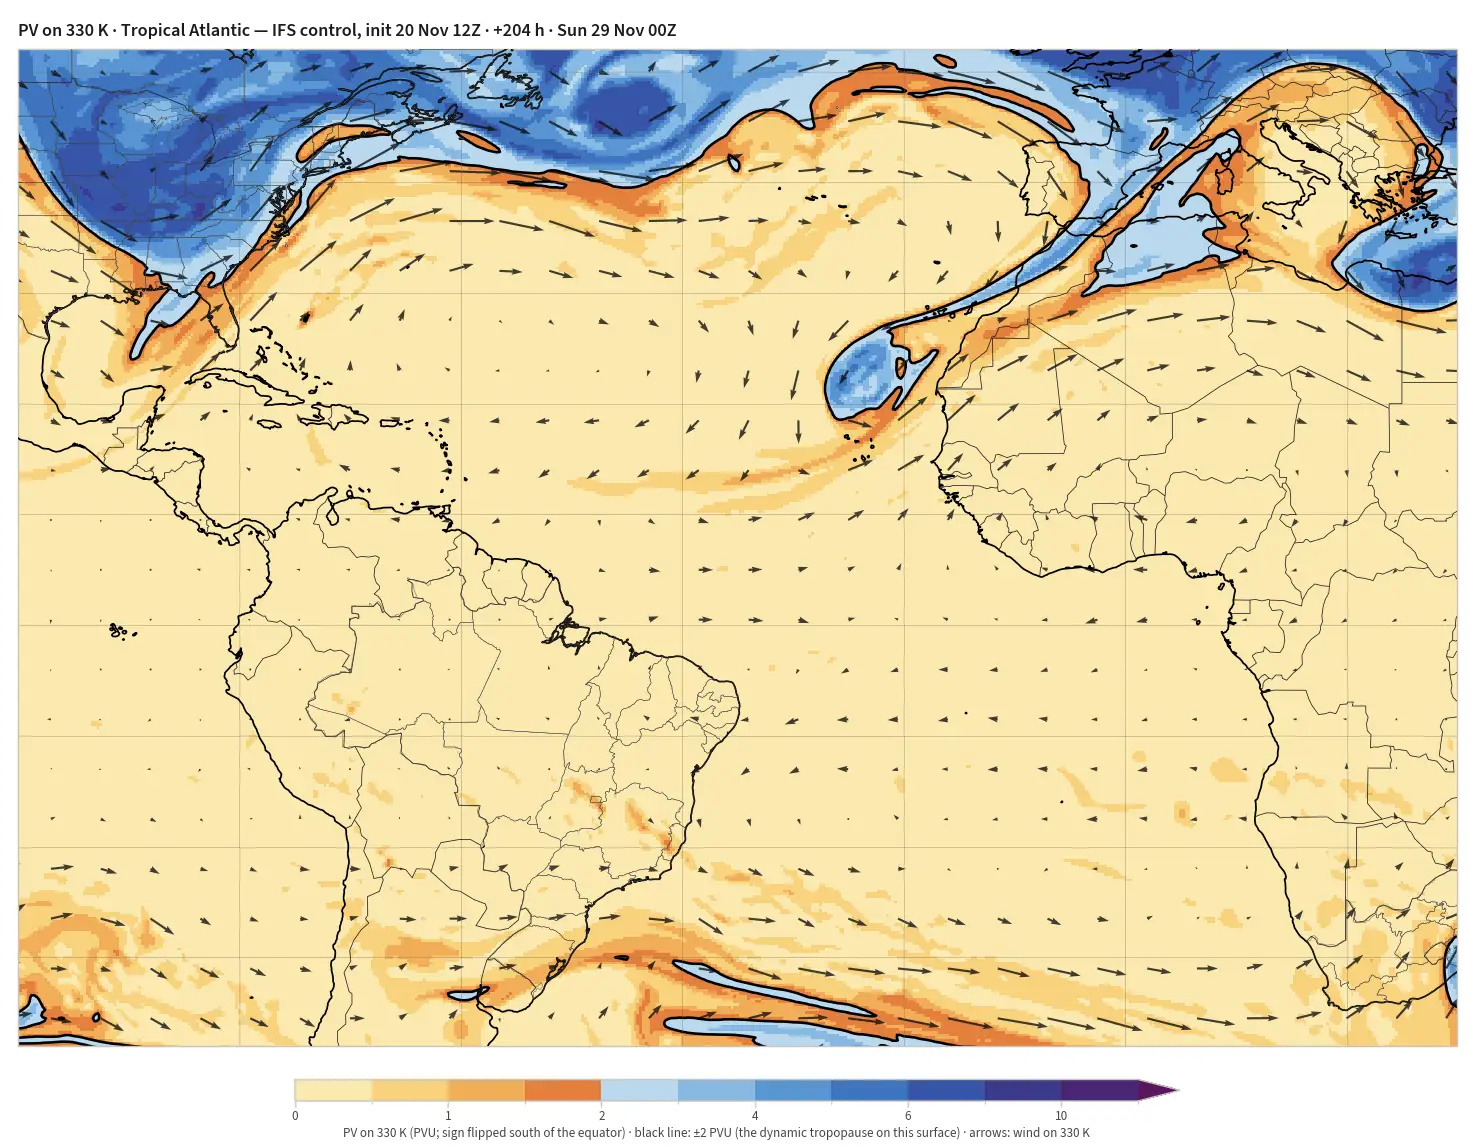 PV on 330 K · Tropical Atlantic — IFS control, init 20 Nov 12Z · +204 h · Sun 29 Nov 00Z
0 1 2 4 6 8 10
PV on 330 K (PVU; sign flipped south of the equator) · black line: ±2 PVU (the dynamic tropopause on this surface) · arrows: wind on 330 K